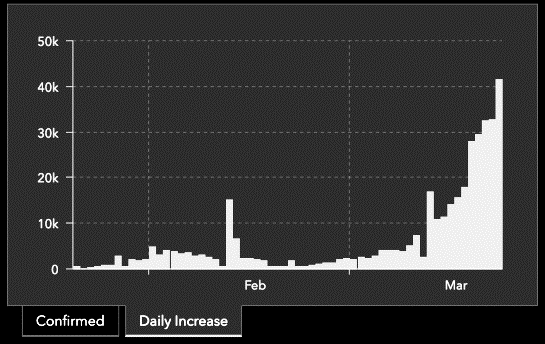 50k
40k
30k
20k
10k
0
Feb Mar
Confirmed Daily Increase